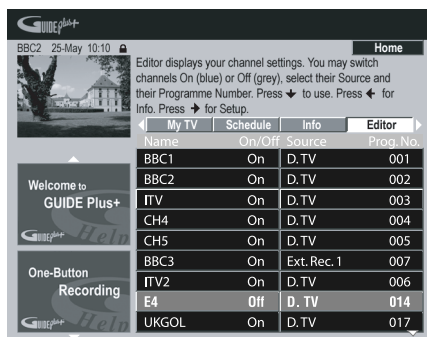 GUIDE Plus+
BBC2 25-May 10:10
Home
Editor displays your channel settings. You may switch
channels On (blue) or Off (grey), select their Source and
their Programme Number. Press to use. Press for
Info. Press for Setup.
My TV Schedule Info Editor
Name On/Off Source Prog. No.
BBC1 On D. TV 001
BBC2 On D. TV 002
ITV On D. TV 003
CH4 On D. TV 004
CH5 On D. TV 005
BBC3 On Ext. Rec. 1 007
ITV2 On D. TV 006
E4 Off D. TV 014
UKGOL On D. TV 017
Welcome to
GUIDE Plus+
GUIDE Plus+ Help
One-Button
Recording
GUIDE Plus+ Help